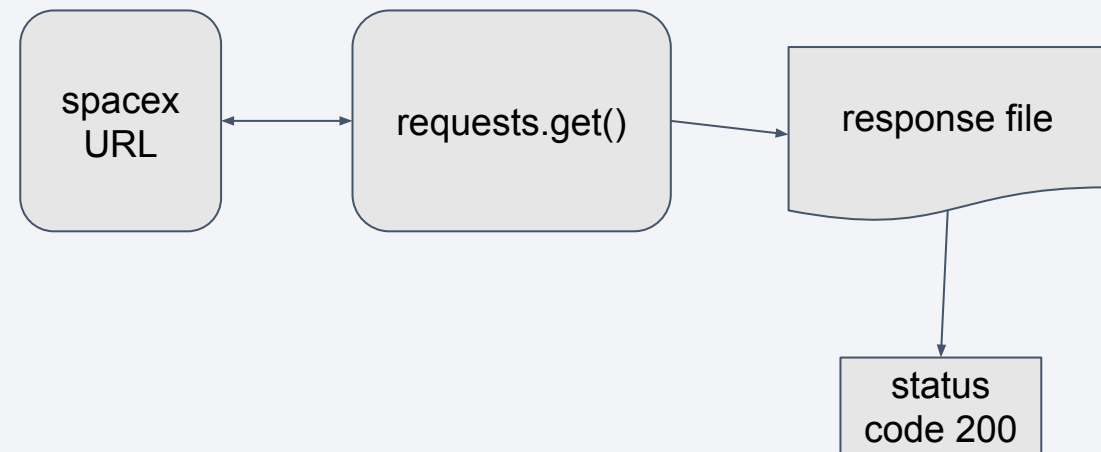 spacex
URL
requests.get()
response file
status
code 200